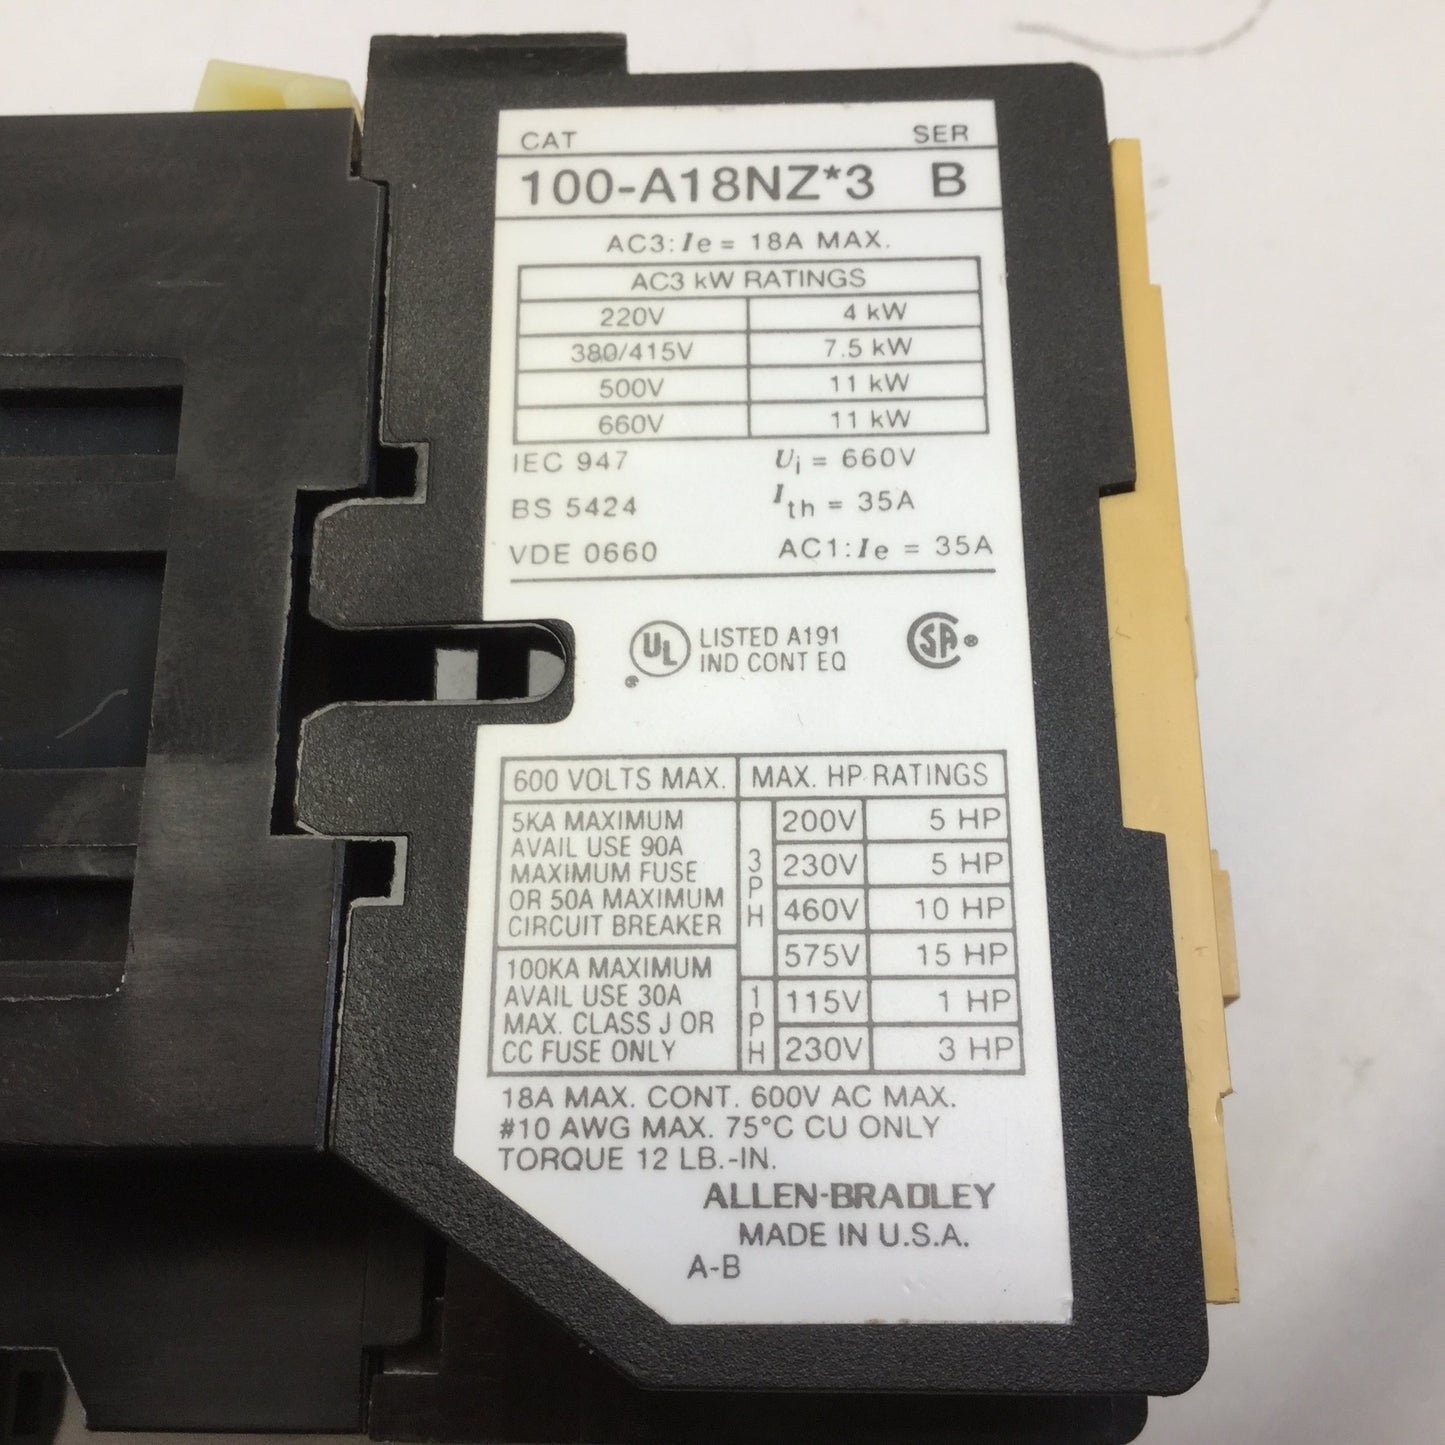 CAT SER
100-A18NZ*3 B
AC3: Ie = 18A MAX.
AC3 kW RATINGS
220V 4 kW
380/415V 7.5 kW
500V 11 kW
660V 11 kW
IEC 947 Ui = 660V
BS 5424 Ith = 35A
VDE 0660 AC1: Ie = 35A
UL LISTED A191
IND CONT EQ
SA ®
600 VOLTS MAX.
5KA MAXIMUM
AVAIL USE 90A
MAXIMUM FUSE
OR 50A MAXIMUM
CIRCUIT BREAKER
100KA MAXIMUM
AVAIL USE 30A
MAX. CLASS J OR
CC FUSE ONLY
MAX. HP RATINGS
3PH
200V 5 HP
230V 5 HP
460V 10 HP
575V 15 HP
1PH
115V 1 HP
230V 3 HP
18A MAX. CONT. 600V AC MAX.
#10 AWG MAX. 75°C CU ONLY
TORQUE 12 LB.-IN.
ALLEN-BRADLEY
MADE IN U.S.A.
A-B